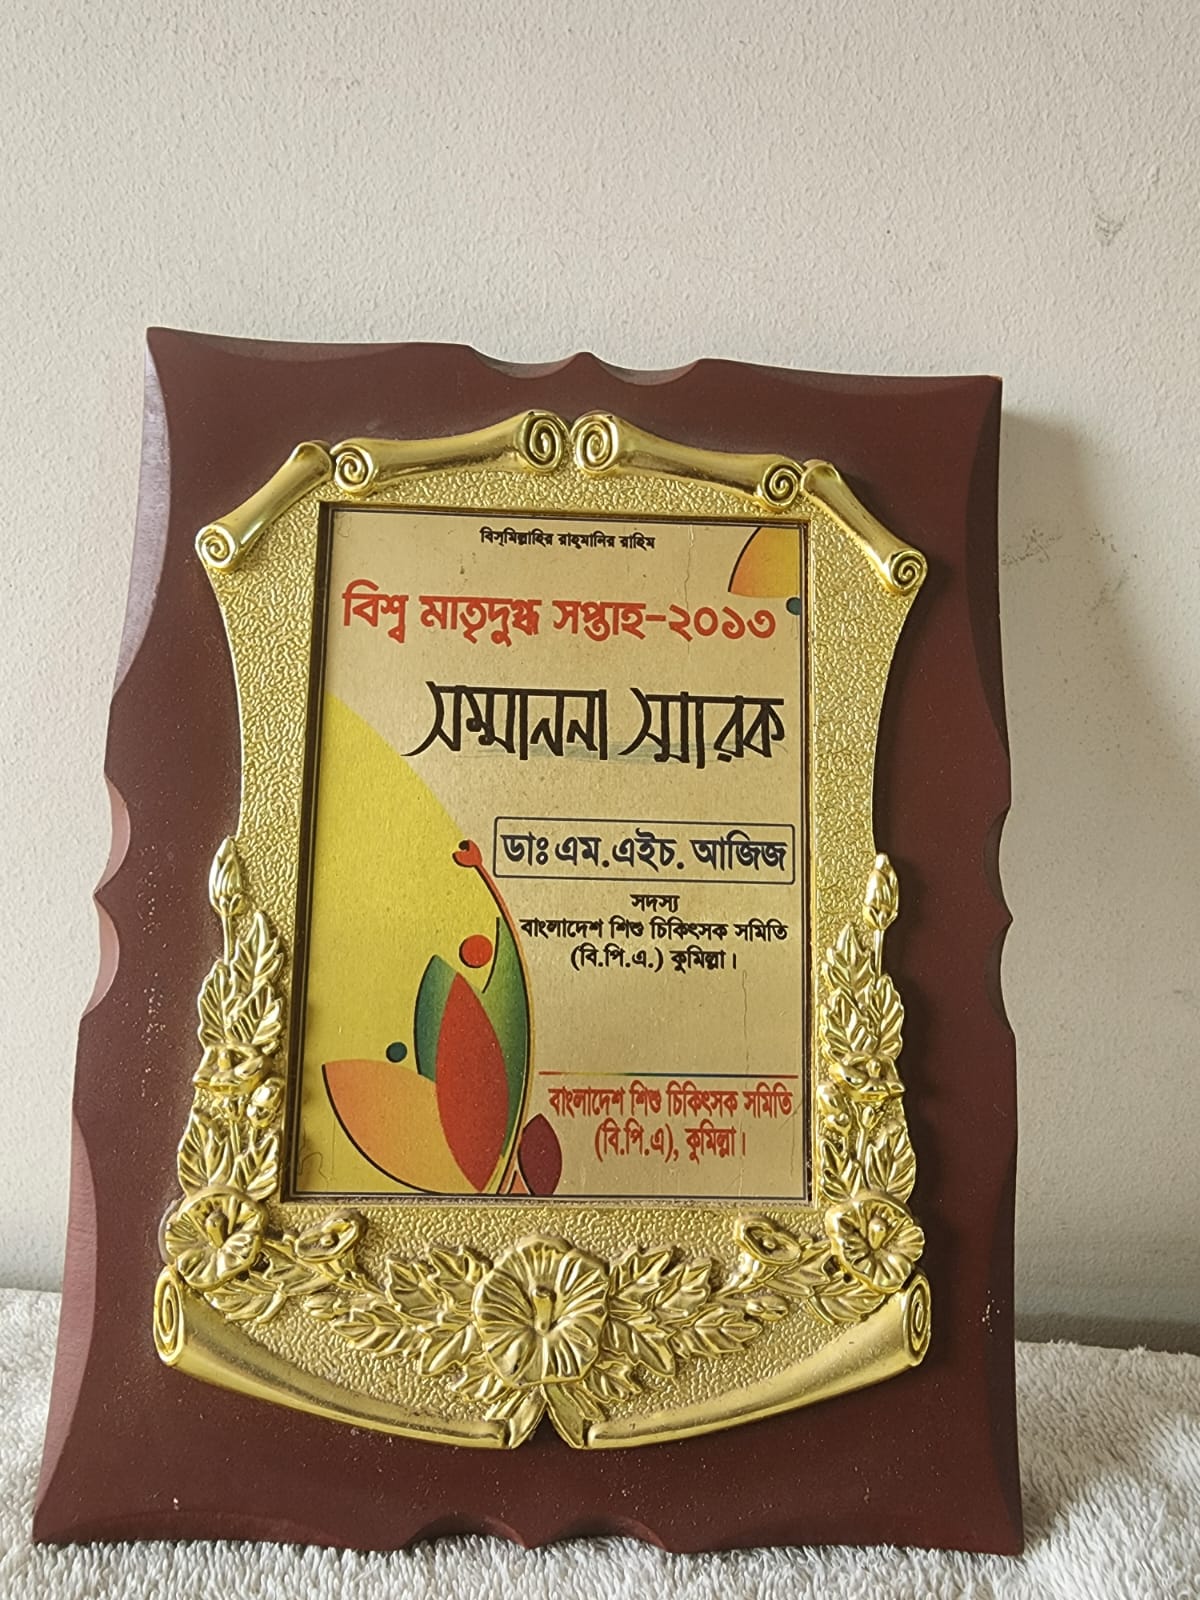 বিস্‌মিল্লাহির রাহ্‌মানির রাহিম
বিশ্ব মাতৃদুগ্ধ সপ্তাহ-২০১৩
সম্মাননা স্মারক
ডাঃ এম.এইচ. আজিজ
সদস্য
বাংলাদেশ শিশু চিকিৎসক সমিতি
(বি.পি.এ.) কুমিল্লা।
বাংলাদেশ শিশু চিকিৎসক সমিতি
(বি.পি.এ), কুমিল্লা।